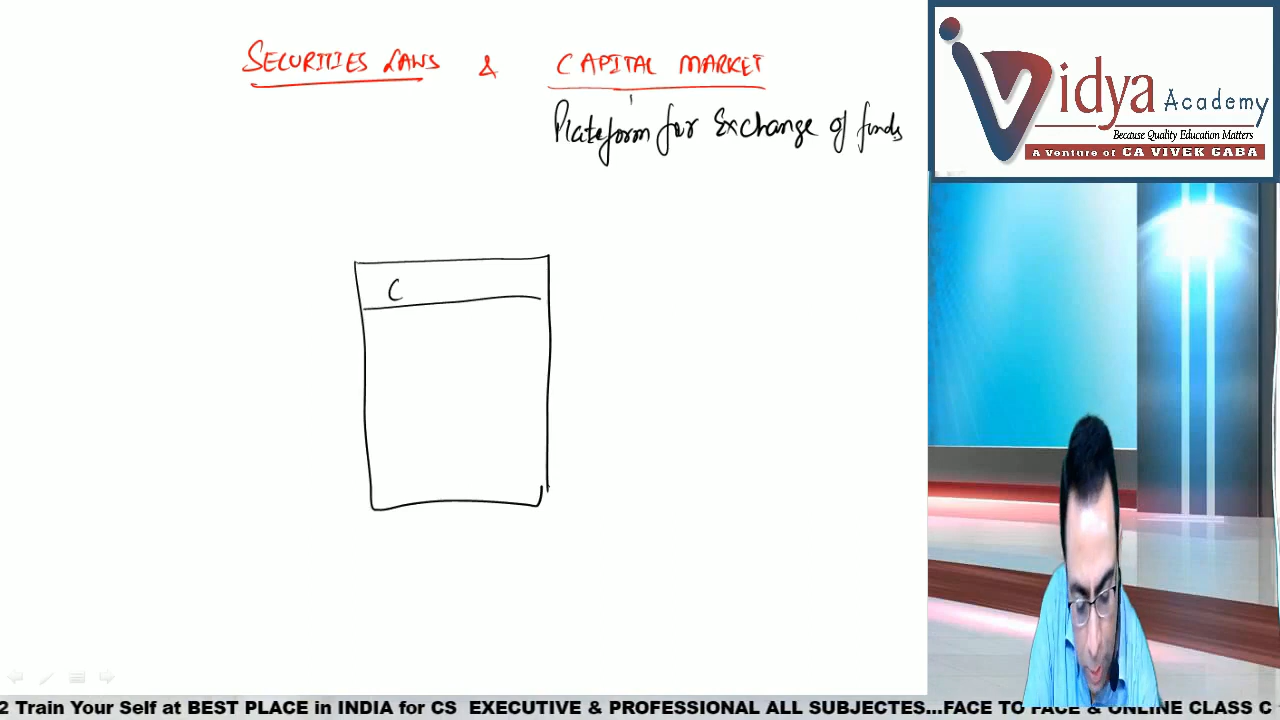 SECURITIES LAWS & CAPITAL MARKET
Plateform for Exchange of funds
C
Vidya Academy
Because Quality Education Matters
A Venture of CA VIVEK GABA
2 Train Your Self at BEST PLACE in INDIA for CS EXECUTIVE & PROFESSIONAL ALL SUBJECTES...FACE TO FACE & ONLINE CLASS C